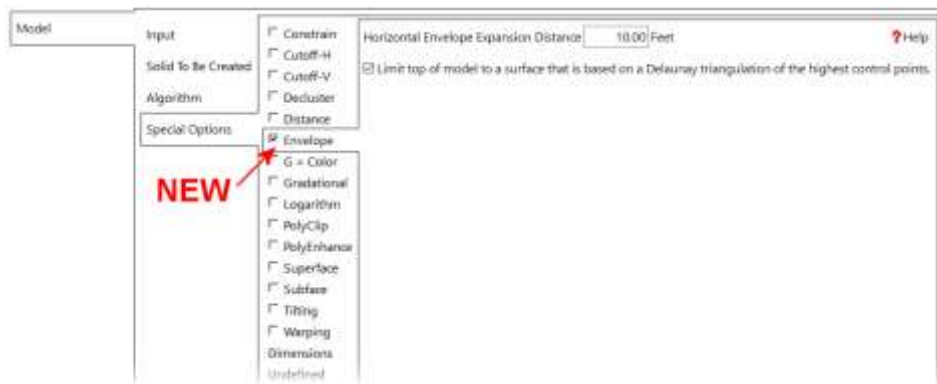 Model
Input
Solid To Be Created
Algorithm
Special Options
Constrain
Cutoff-H
Cutoff-V
Decluster
Distance
Envelope
G = Color
Gradational
Logarithm
PolyClip
PolyEnhance
Superface
Subface
Tilting
Warping
Dimensions
Undefined
NEW
Horizontal Envelope Expansion Distance 10.00 Feet
?Help
Limit top of model to a surface that is based on a Delaunay triangulation of the highest control points.